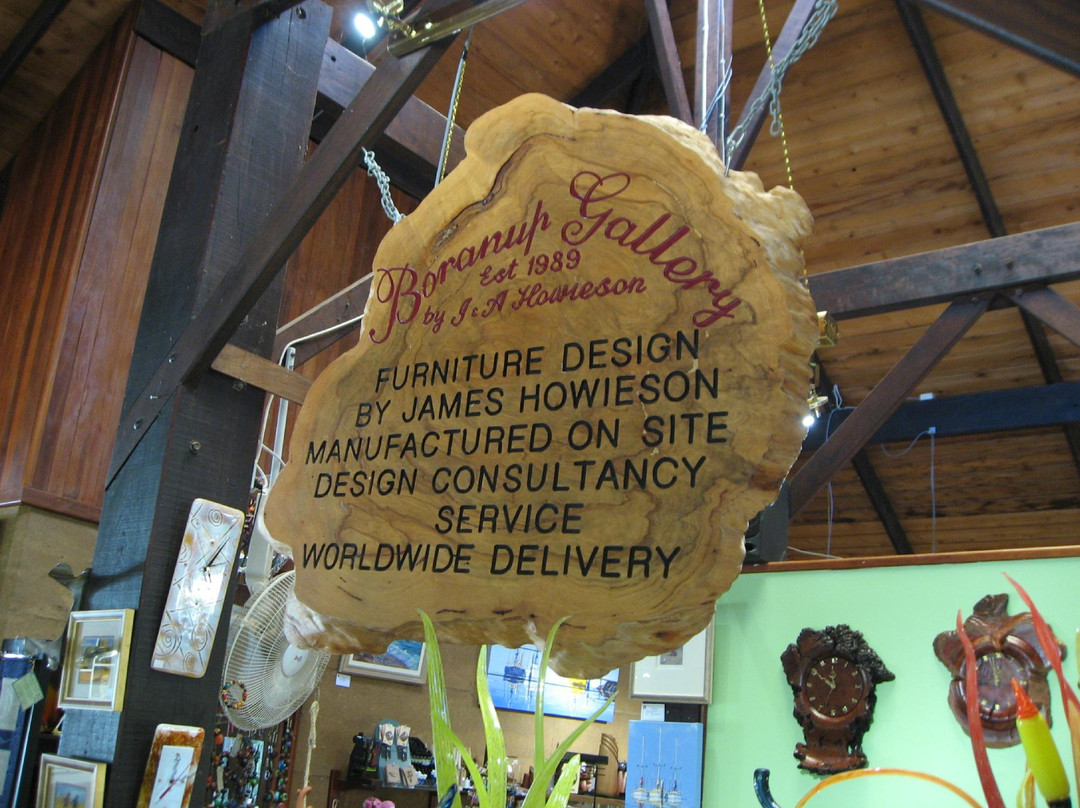 Boranup Gallery
Est 1989
by J & A Howieson
FURNITURE DESIGN
BY JAMES HOWIESON
MANUFACTURED ON SITE
DESIGN CONSULTANCY
SERVICE
WORLDWIDE DELIVERY